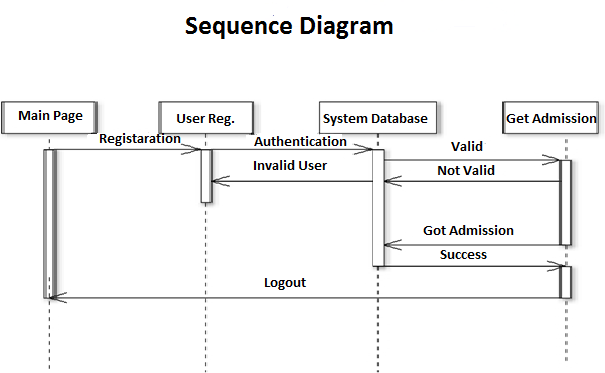 Sequence Diagram
Main Page
User Reg.
System Database
Get Admission
Registaration
Authentication
Valid
Invalid User
Not Valid
Got Admission
Success
Logout